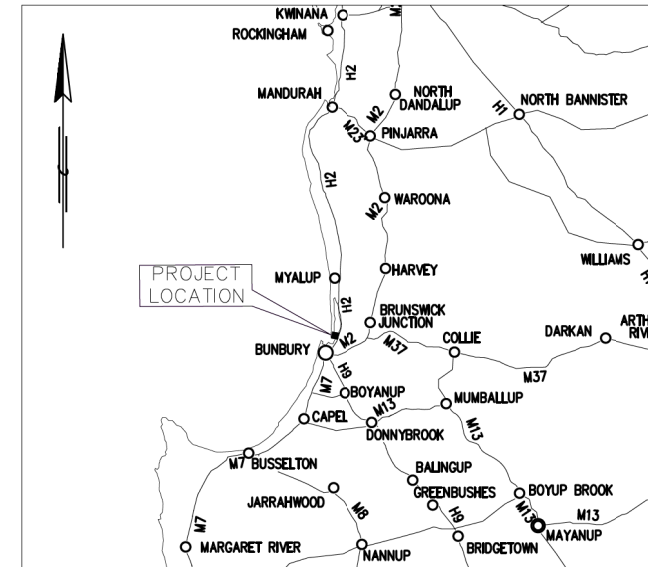 KWINANA
ROCKINGHAM
H2
MANDURAH
NORTH
DANDALUP
M2
M23
PINJARRA
H1
NORTH BANNISTER
H2
M2
WAROONA
WILLIAMS
PROJECT
LOCATION
MYALUP
HARVEY
H2
BRUNSWICK
JUNCTION
M2
BUNBURY
M37
COLLIE
DARKAN
M37
H9
M7
BOYANUP
MUMBALLUP
CAPEL
M13
DONNYBROOK
M13
M7 BUSSELTON
BALINGUP
JARRAHWOOD
GREENBUSHES
BOYUP BROOK
M8
H9
M13
M13
M7
MARGARET RIVER
NANNUP
BRIDGETOWN
MAYANUP